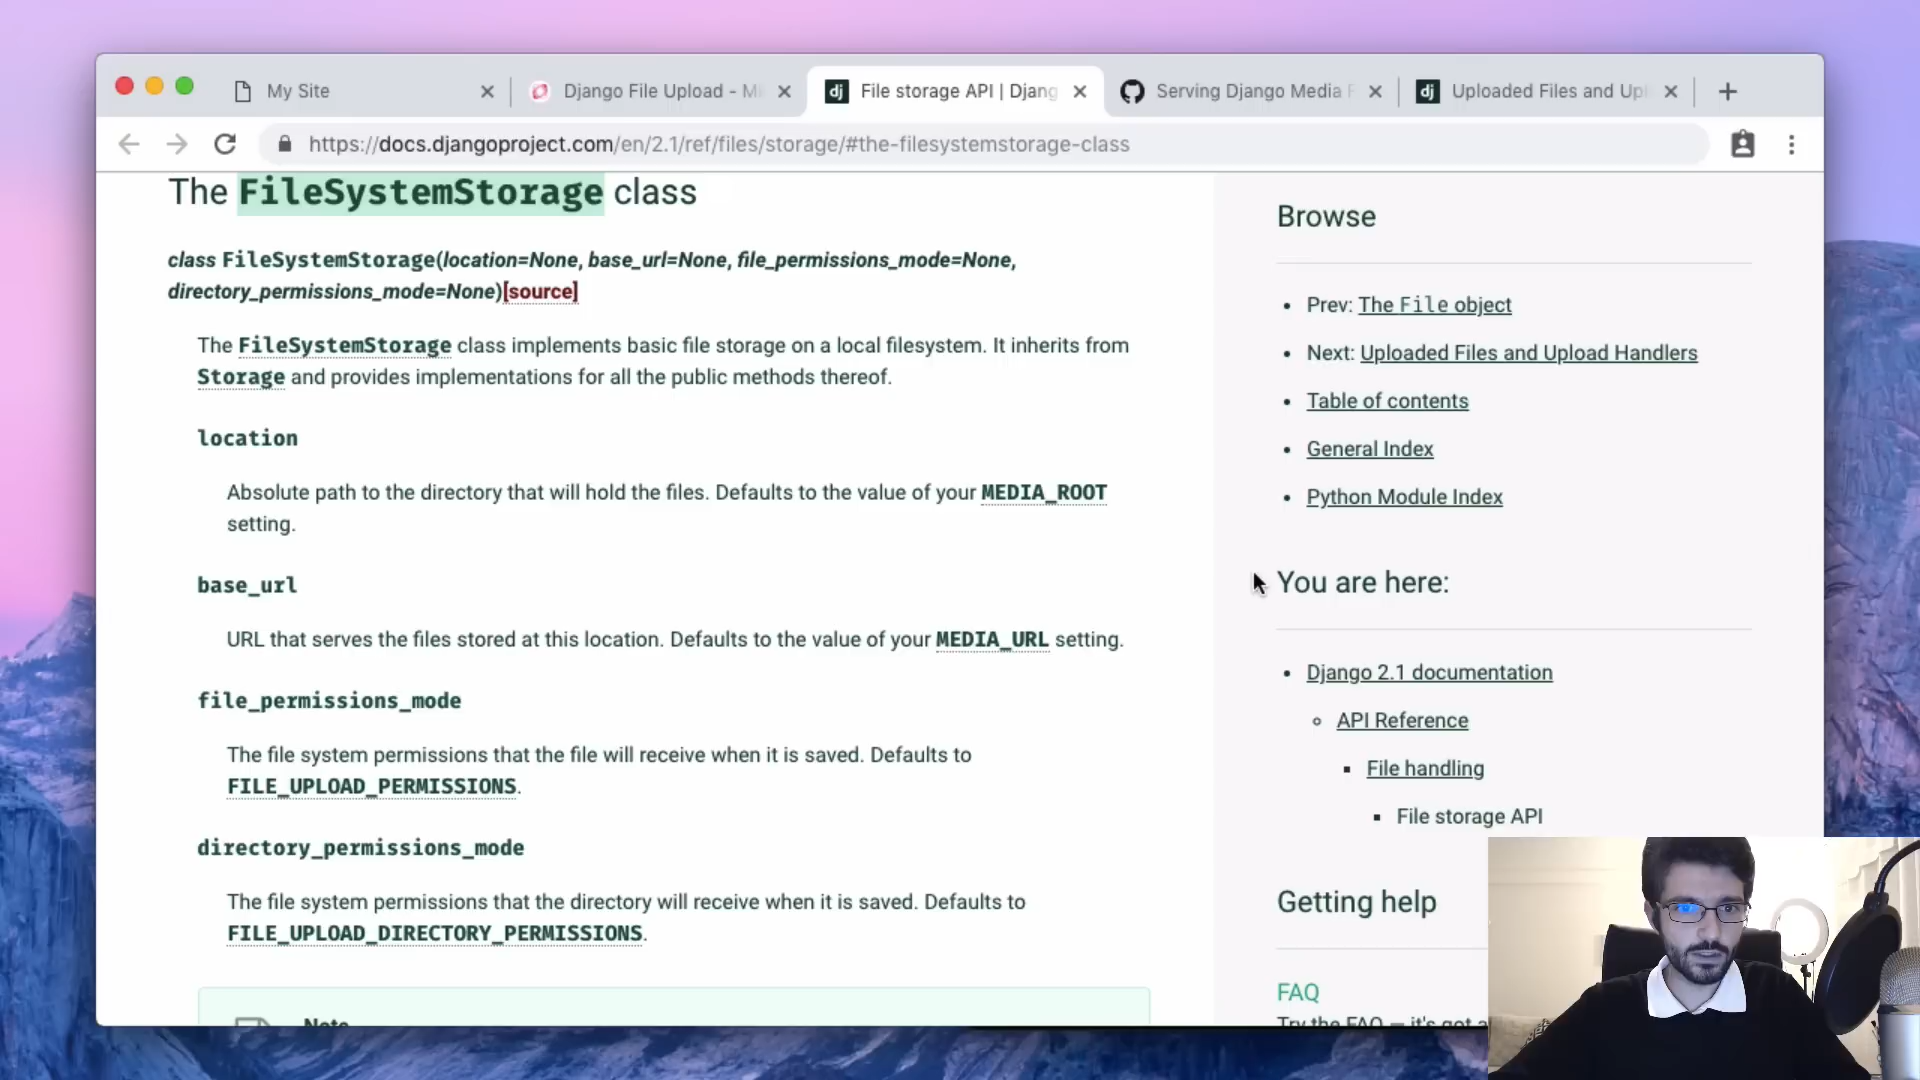 My Site
Django File Upload - Mi
File storage API | Djang
Serving Django Media F
Uploaded Files and Upl
https://docs.djangoproject.com/en/2.1/ref/files/storage/#the-filesystemstorage-class
The FileSystemStorage class
class FileSystemStorage(location=None, base_url=None, file_permissions_mode=None,
directory_permissions_mode=None)[source]
The FileSystemStorage class implements basic file storage on a local filesystem. It inherits from
Storage and provides implementations for all the public methods thereof.
location
Absolute path to the directory that will hold the files. Defaults to the value of your MEDIA_ROOT
setting.
base_url
URL that serves the files stored at this location. Defaults to the value of your MEDIA_URL setting.
file_permissions_mode
The file system permissions that the file will receive when it is saved. Defaults to
FILE_UPLOAD_PERMISSIONS.
directory_permissions_mode
The file system permissions that the directory will receive when it is saved. Defaults to
FILE_UPLOAD_DIRECTORY_PERMISSIONS.
Note
Browse
Prev: The File object
Next: Uploaded Files and Upload Handlers
Table of contents
General Index
Python Module Index
You are here:
Django 2.1 documentation
API Reference
File handling
File storage API
Getting help
FAQ
Try the FAQ — it's got a